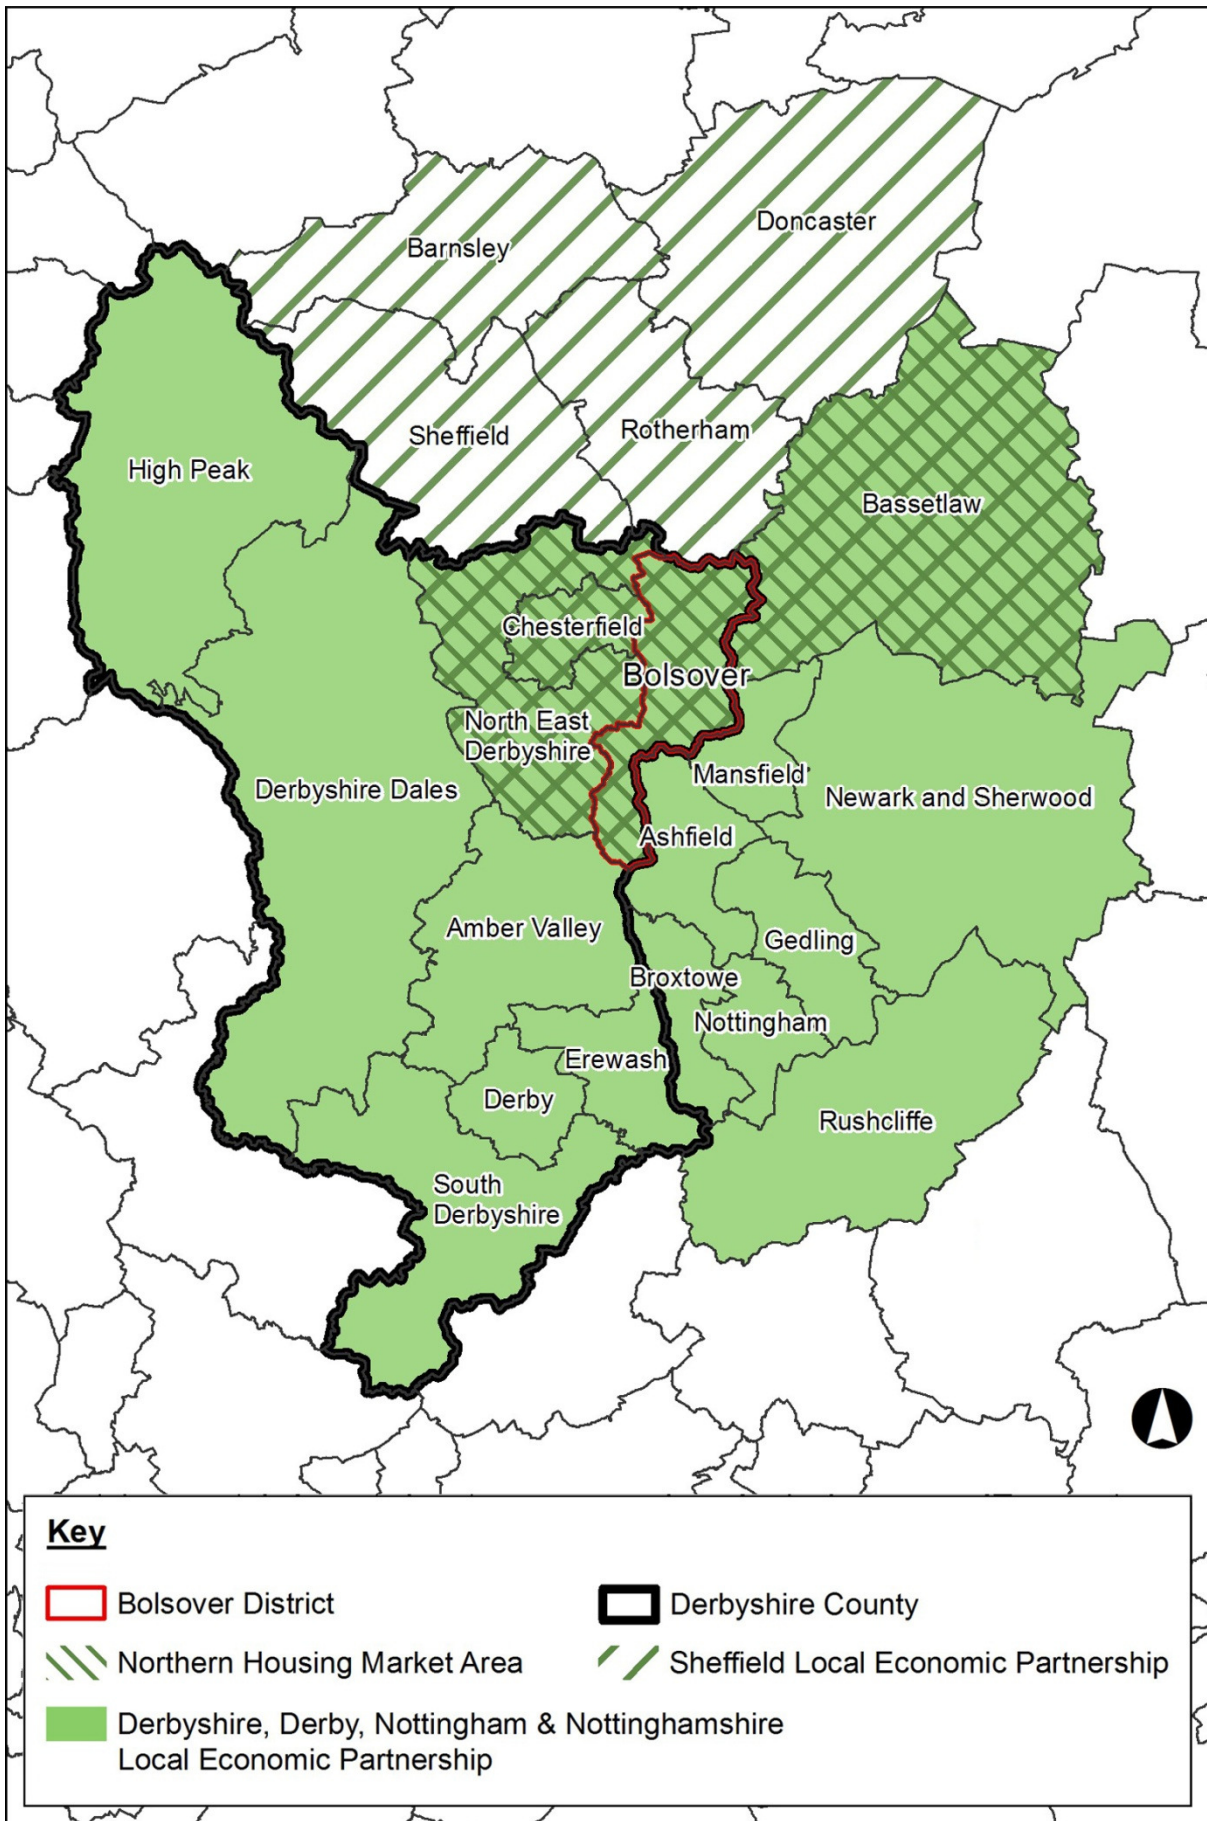 Doncaster
Barnsley
Rotherham
Sheffield
High Peak
Bassetlaw
Chesterfield
Bolsover
North East
Derbyshire
Mansfield
Derbyshire Dales
Newark and Sherwood
Ashfield
Amber Valley
Gedling
Broxtowe
Nottingham
Erewash
Derby
Rushcliffe
South
Derbyshire
Key
Bolsover District
Derbyshire County
Northern Housing Market Area
Sheffield Local Economic Partnership
Derbyshire, Derby, Nottingham & Nottinghamshire
Local Economic Partnership